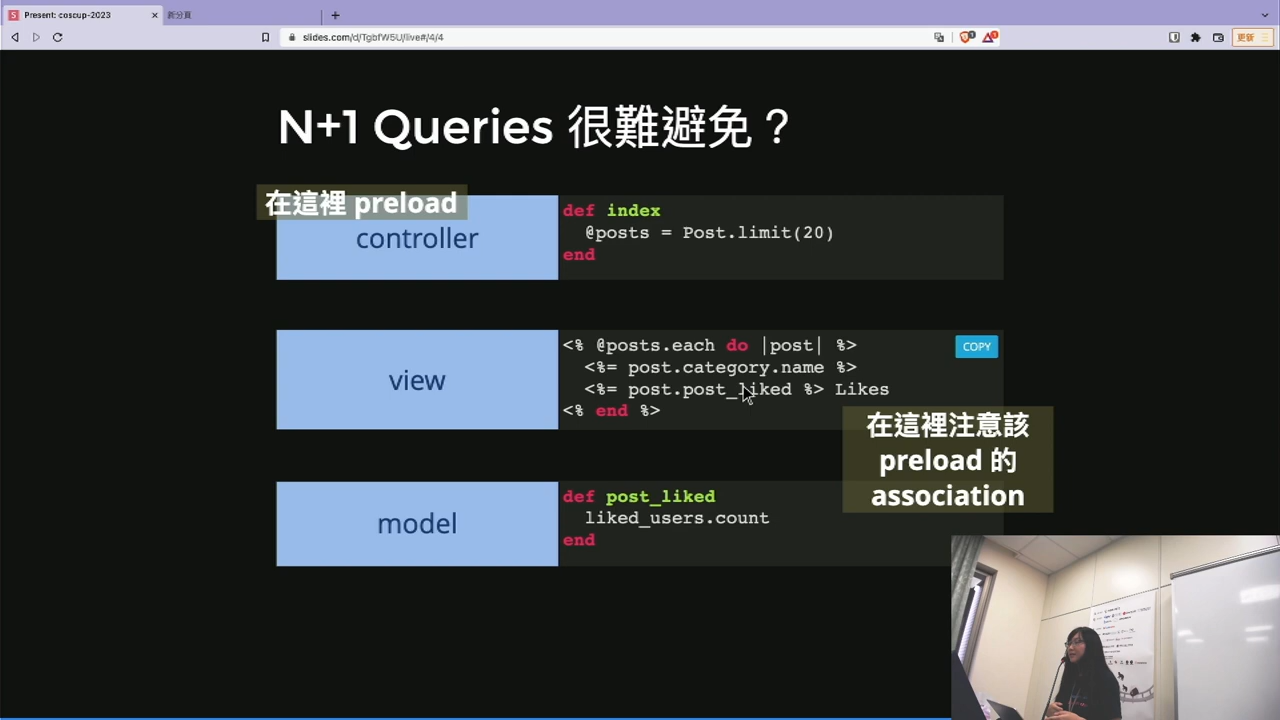 Present: coscup-2023
新分頁
slides.com/d/TgbfW5U/live#/4/4
更新
N+1 Queries 很難避免？
在這裡 preload
controller
def index
@posts = Post.limit(20)
end
view
<% @posts.each do |post| %>
<%= post.category.name %>
<%= post.post_liked %> Likes
<% end %>
COPY
在這裡注意該
preload 的
association
model
def post_liked
liked_users.count
end